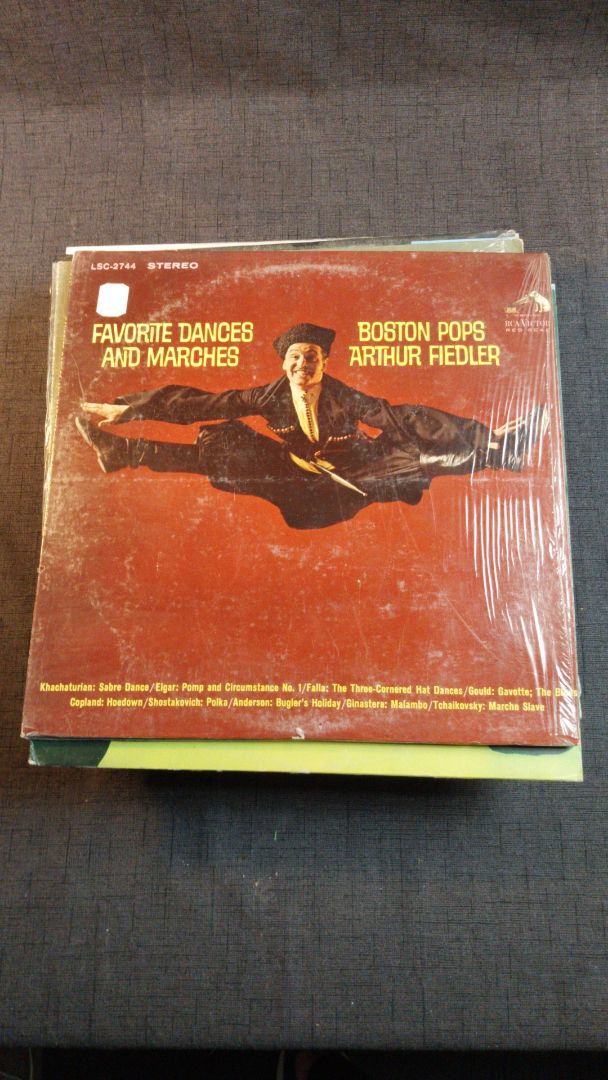 LSC-2744 STEREO
FAVORITE DANCES
AND MARCHES
BOSTON POPS
ARTHUR FIEDLER
RCA VICTOR
RED SEAL
Khachaturian: Sabre Dance/Elgar: Pomp and Circumstance No. 1/Falla: The Three-Cornered Hat Dances/Gould: Gavotte; The Blues
Copland: Hoedown/Shostakovich: Polka/Anderson: Bugler's Holiday/Ginastera: Malambo/Tchaikovsky: Marche Slave